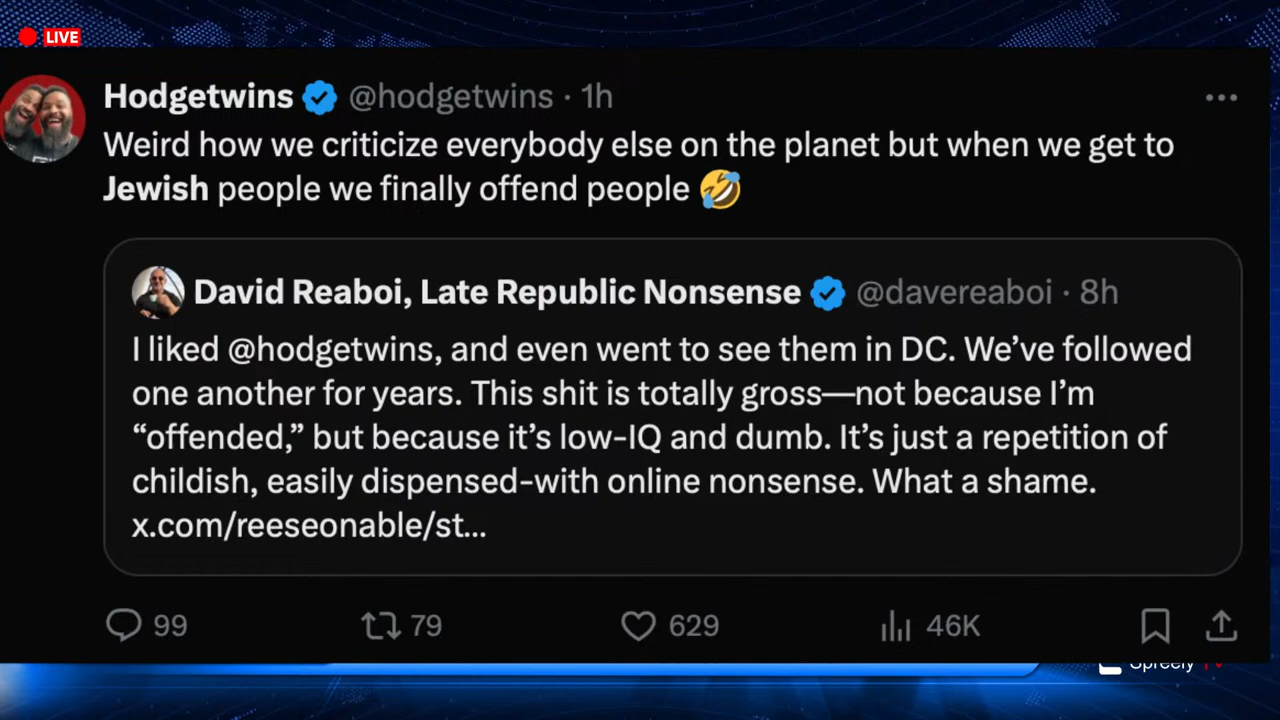 LIVE
Hodgetwins @hodgetwins · 1h
Weird how we criticize everybody else on the planet but when we get to
Jewish people we finally offend people 🤣
David Reaboi, Late Republic Nonsense @davereaboi · 8h
I liked @hodgetwins, and even went to see them in DC. We’ve followed
one another for years. This shit is totally gross—not because I’m
“offended,” but because it’s low-IQ and dumb. It’s just a repetition of
childish, easily dispensed-with online nonsense. What a shame.
x.com/reeseonable/st...
99 79 629 46K
Spreely TV